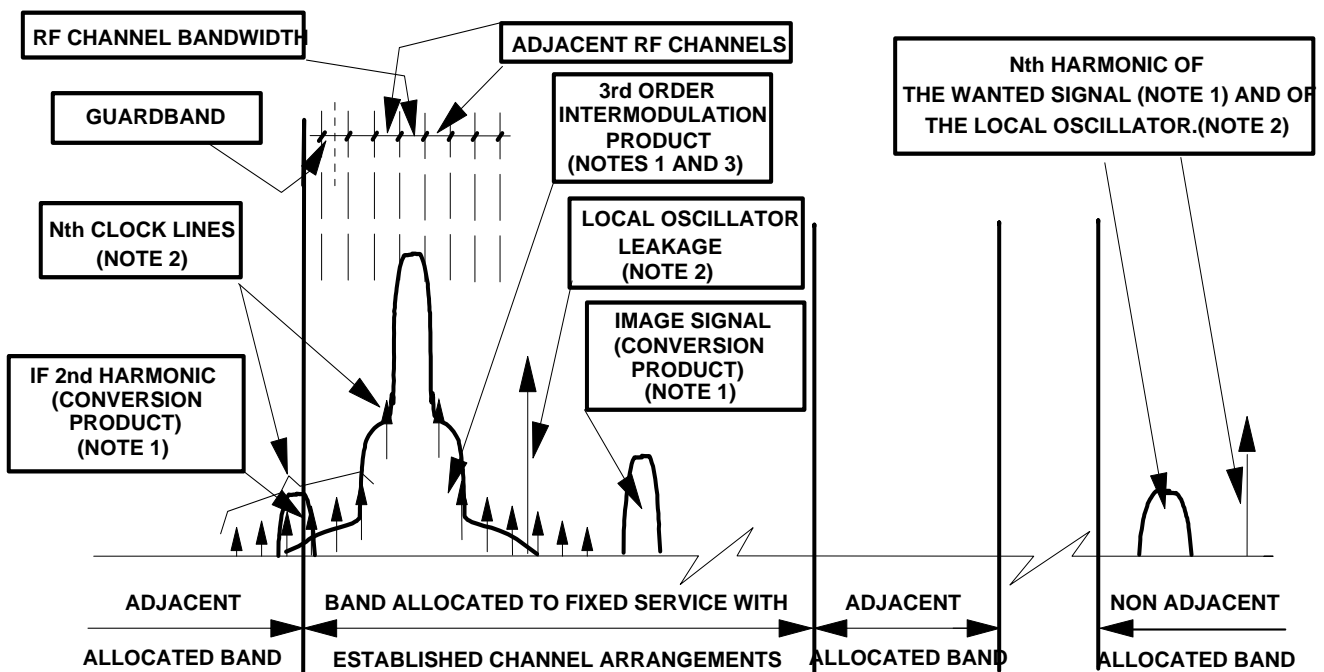 RF CHANNEL BANDWIDTH
ADJACENT RF CHANNELS
Nth HARMONIC OF
THE WANTED SIGNAL (NOTE 1) AND OF
THE LOCAL OSCILLATOR.(NOTE 2)
GUARDBAND
3rd ORDER
INTERMODULATION
PRODUCT
(NOTES 1 AND 3)
Nth CLOCK LINES
(NOTE 2)
LOCAL OSCILLATOR
LEAKAGE
(NOTE 2)
IMAGE SIGNAL
(CONVERSION
PRODUCT)
(NOTE 1)
IF 2nd HARMONIC
(CONVERSION
PRODUCT)
(NOTE 1)
ADJACENT
ALLOCATED BAND
BAND ALLOCATED TO FIXED SERVICE WITH
ESTABLISHED CHANNEL ARRANGEMENTS
ADJACENT
ALLOCATED BAND
NON ADJACENT
ALLOCATED BAND